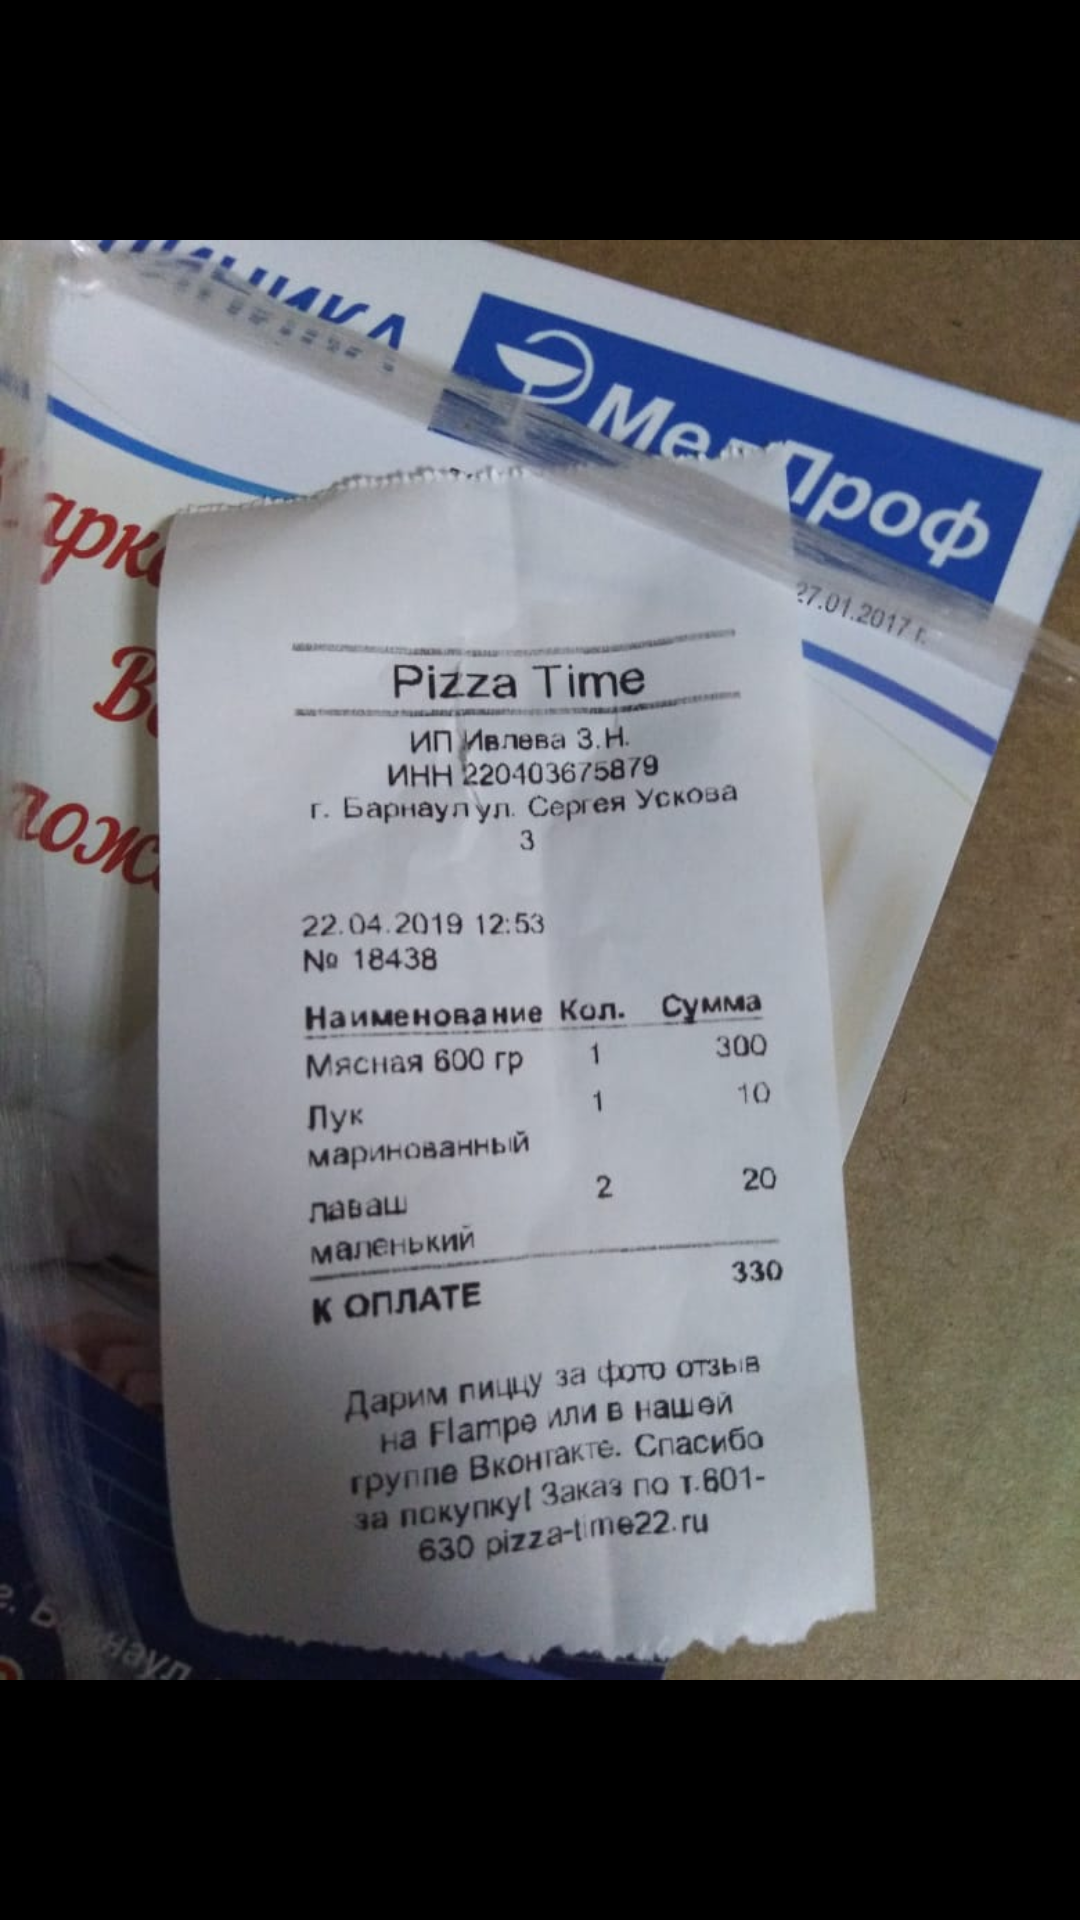 МедПроф
27.01.2017 г.
Pizza Time
ИП Ивлева З.Н.
ИНН 220403675879
г. Барнаул ул. Сергея Ускова
3
22.04.2019 12:53
№ 18438
Наименование Кол. Сумма
Мясная 600 гр 1 300
Лук 1 10
маринованный
лаваш 2 20
маленький
К ОПЛАТЕ 330
Дарим пиццу за фото отзыв
на Flampe или в нашей
группе Вконтакте. Спасибо
за покупку! Заказ по т.601-
630 pizza-time22.ru